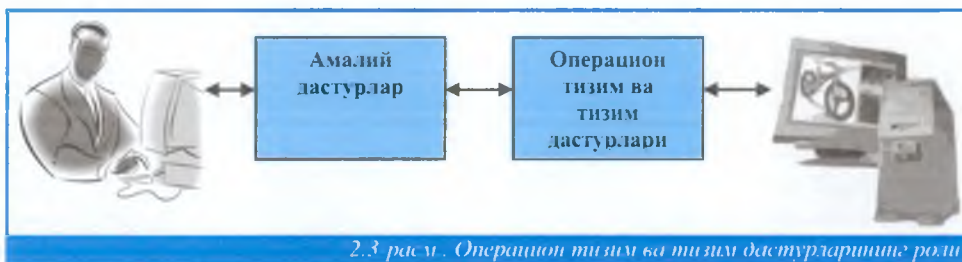 Амалий
дастурлар
Операцион
тизим ва
тизим
дастурлари
2.3 расм. Операцион тизим ва тизим дастурларининг роли